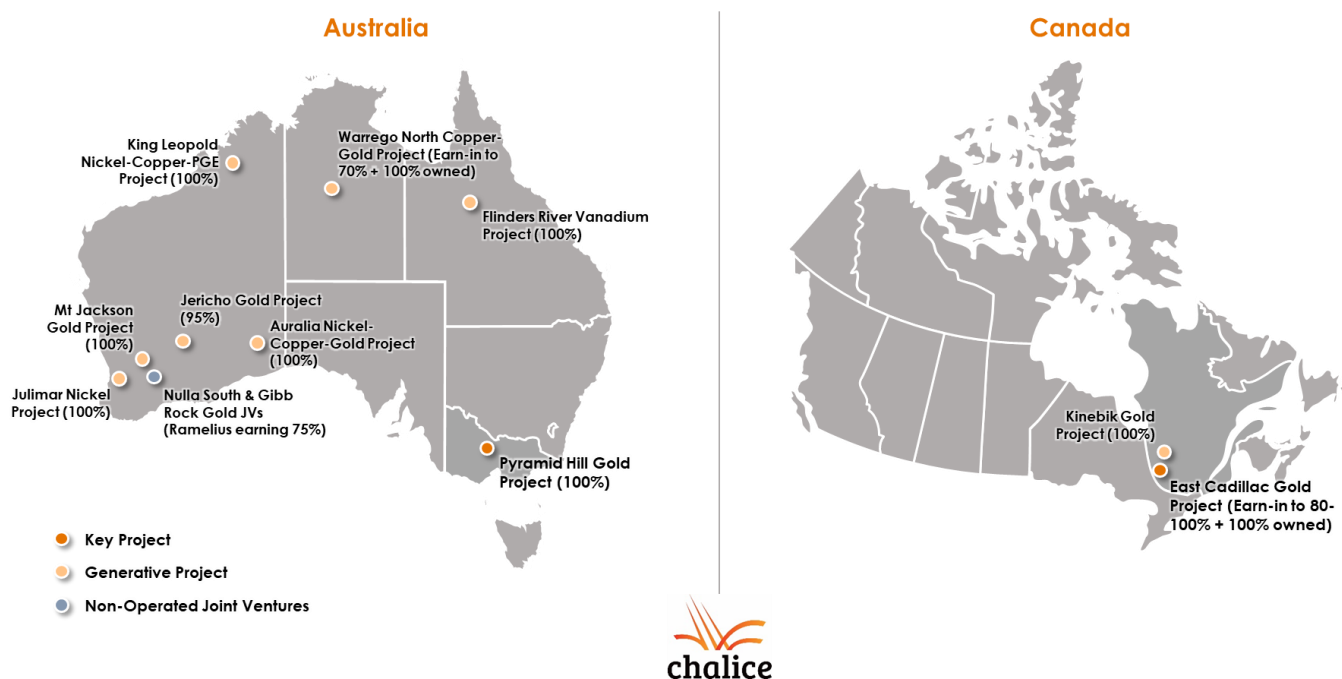 Australia
Canada
King Leopold
Nickel-Copper-PGE
Project (100%)
Warrego North Copper-
Gold Project (Earn-in to
70% + 100% owned)
Flinders River Vanadium
Project (100%)
Mt Jackson
Gold Project
(100%)
Jericho Gold Project
(95%)
Auralia Nickel-
Copper-Gold Project
(100%)
Julimar Nickel
Project (100%)
Nulla South & Gibb
Rock Gold JVs
(Ramelius earning 75%)
Pyramid Hill Gold
Project (100%)
Kinebik Gold
Project (100%)
East Cadillac Gold
Project (Earn-in to 80-
100% + 100% owned)
Key Project
Generative Project
Non-Operated Joint Ventures
chalice